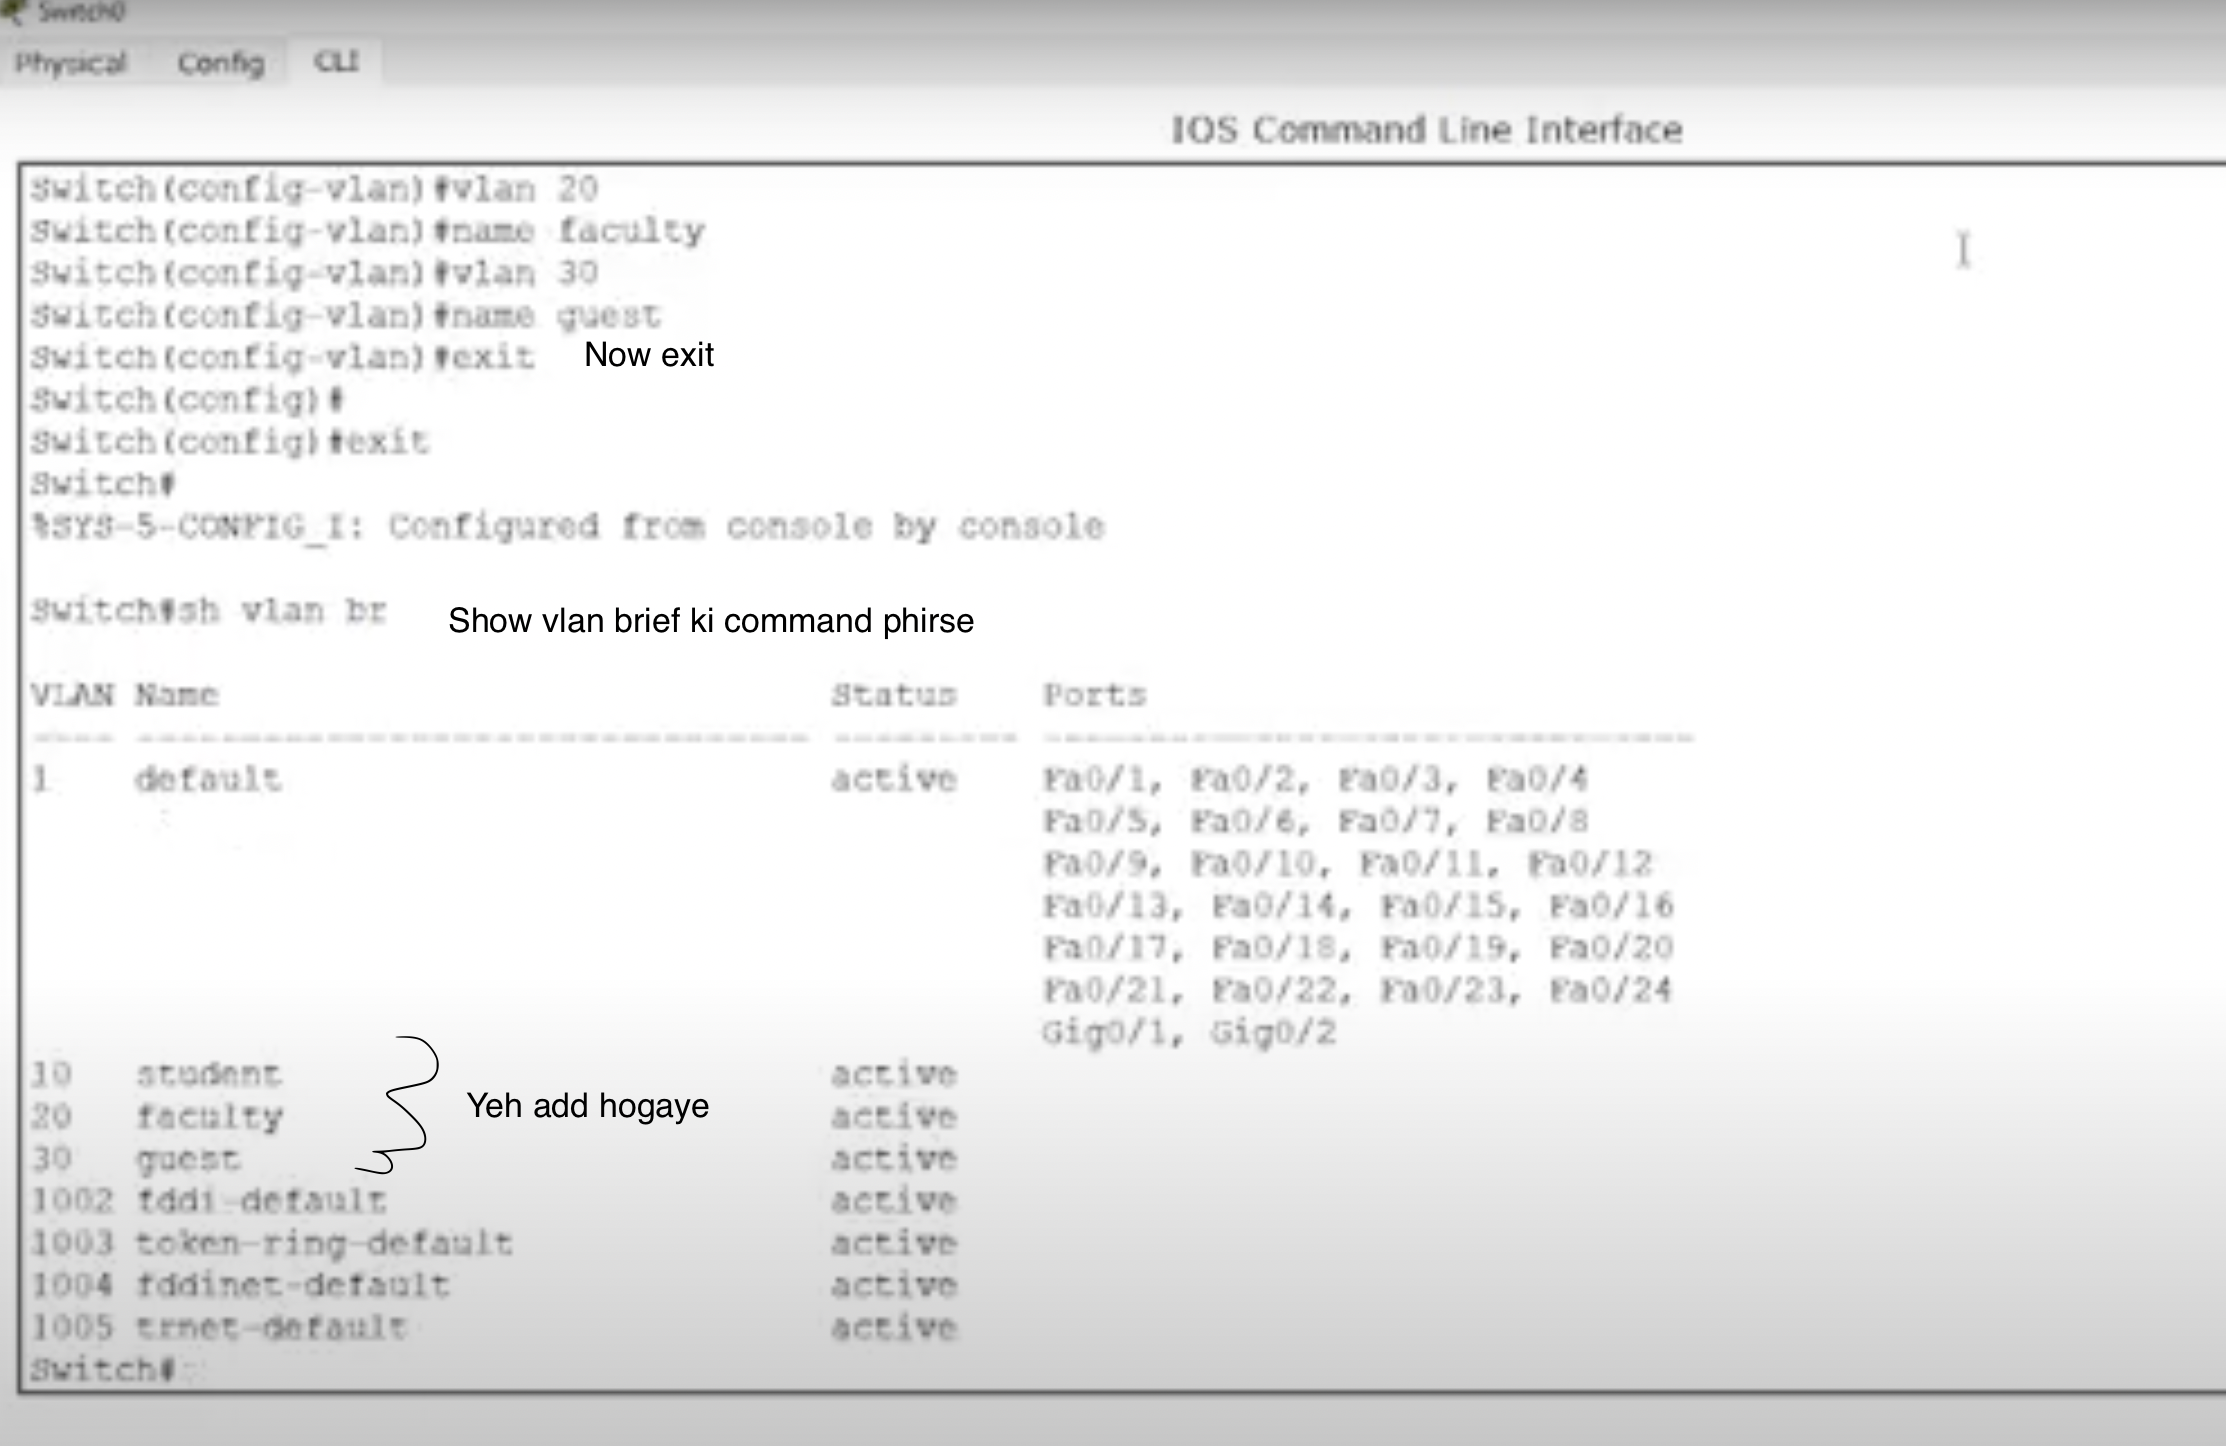 Switch0
Physical Config CLI
IOS Command Line Interface
Switch(config-vlan)#vlan 20
Switch(config-vlan)#name faculty
Switch(config-vlan)#vlan 30
Switch(config-vlan)#name guest
Switch(config-vlan)#exit Now exit
Switch(config)#
Switch(config)#exit
Switch#
%SYS-5-CONFIG_I: Configured from console by console
Switch#sh vlan br Show vlan brief ki command phirse
VLAN Name Status Ports
---- -------------------------------- --------- -------------------------------
1 default active Fa0/1, Fa0/2, Fa0/3, Fa0/4
Fa0/5, Fa0/6, Fa0/7, Fa0/8
Fa0/9, Fa0/10, Fa0/11, Fa0/12
Fa0/13, Fa0/14, Fa0/15, Fa0/16
Fa0/17, Fa0/18, Fa0/19, Fa0/20
Fa0/21, Fa0/22, Fa0/23, Fa0/24
Gig0/1, Gig0/2
10 student active
20 faculty Yeh add hogaye active
30 guest active
1002 fddi-default active
1003 token-ring-default active
1004 fddinet-default active
1005 trnet-default active
Switch#